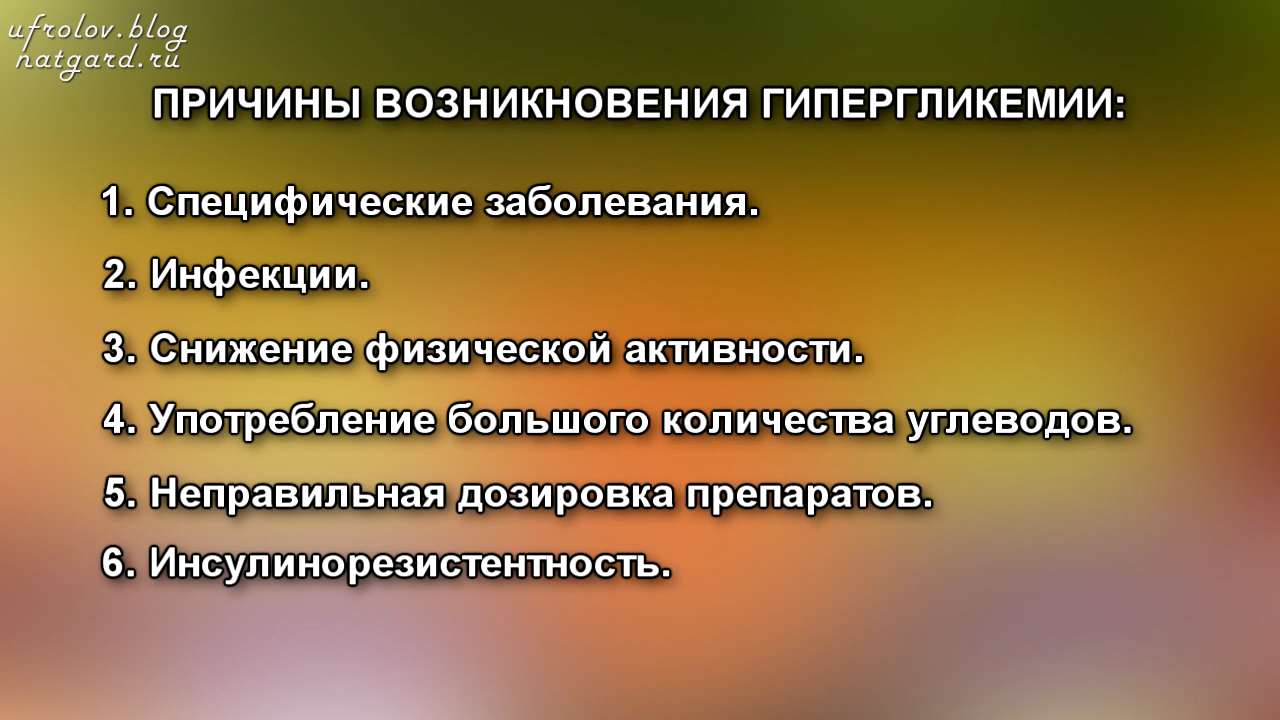 ufrolov.blog
natgard.ru
ПРИЧИНЫ ВОЗНИКНОВЕНИЯ ГИПЕРГЛИКЕМИИ:
1. Специфические заболевания.
2. Инфекции.
3. Снижение физической активности.
4. Употребление большого количества углеводов.
5. Неправильная дозировка препаратов.
6. Инсулинорезистентность.